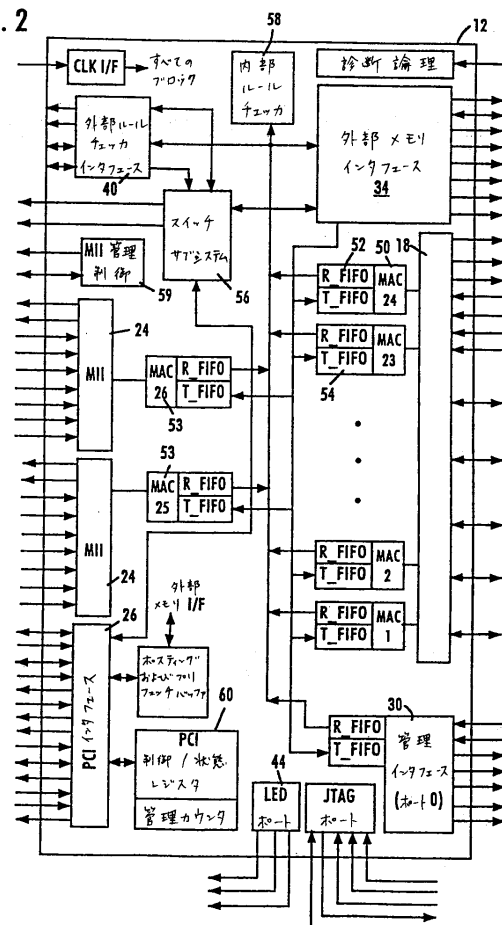 . 2
58
12
CLK I/F
すべての
ブロック
内部
ルール
チェッカ
診断論理
外部ルール
チェッカ
インタフェース
40
外部メモリ
インタフェース
34
スイッチ
サブシステム
56
MII 管理
制御
59
52
50
18
R_FIFO
T_FIFO
MAC
24
R_FIFO
T_FIFO
MAC
23
54
24
MII
MAC
26
R_FIFO
T_FIFO
53
53
MAC
25
R_FIFO
T_FIFO
MII
24
R_FIFO
T_FIFO
MAC
2
R_FIFO
T_FIFO
MAC
1
26
外部
メモリ I/F
PCI インタフェース
ポスティング
およびプリ
フェッチバッファ
60
PCI
制御/状態
レジスタ
管理カウンタ
30
R_FIFO
T_FIFO
管理
インタフェース
(ポート0)
44
LED
ポート
JTAG
ポート